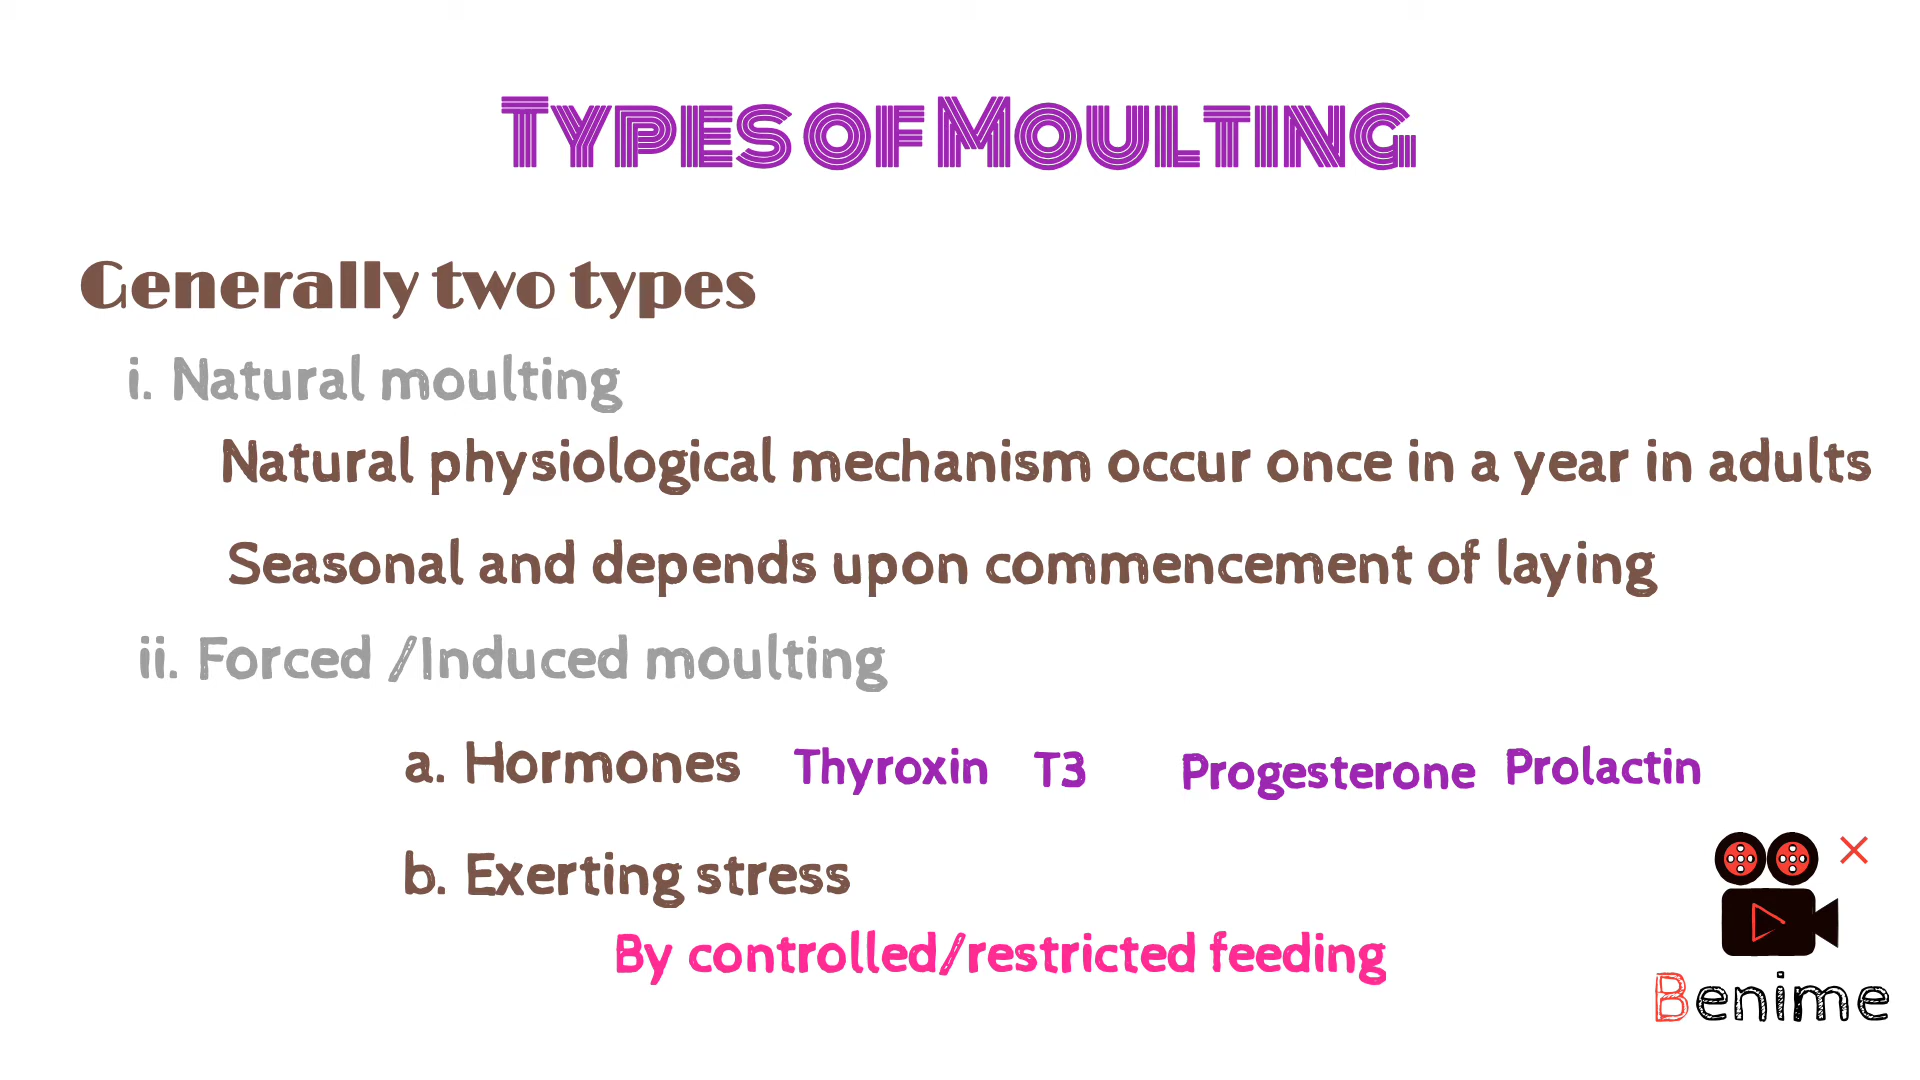 Types of Moulting
Generally two types
i. Natural moulting
Natural physiological mechanism occur once in a year in adults
Seasonal and depends upon commencement of laying
ii. Forced /Induced moulting
a. Hormones Thyroxin T3 Progesterone Prolactin
b. Exerting stress
By controlled/restricted feeding
Benime